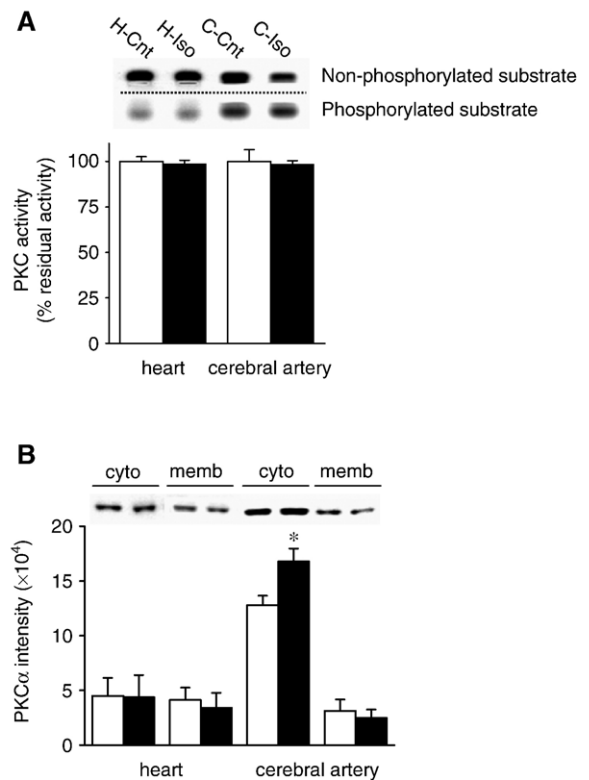 A
H-Cnt H-Iso C-Cnt C-Iso
Non-phosphorylated substrate
Phosphorylated substrate
PKC activity
(% residual activity)
100
75
50
25
0
heart cerebral artery
B
cyto memb cyto memb
PKCα intensity (×10⁴)
20
15
10
5
0
*
heart cerebral artery